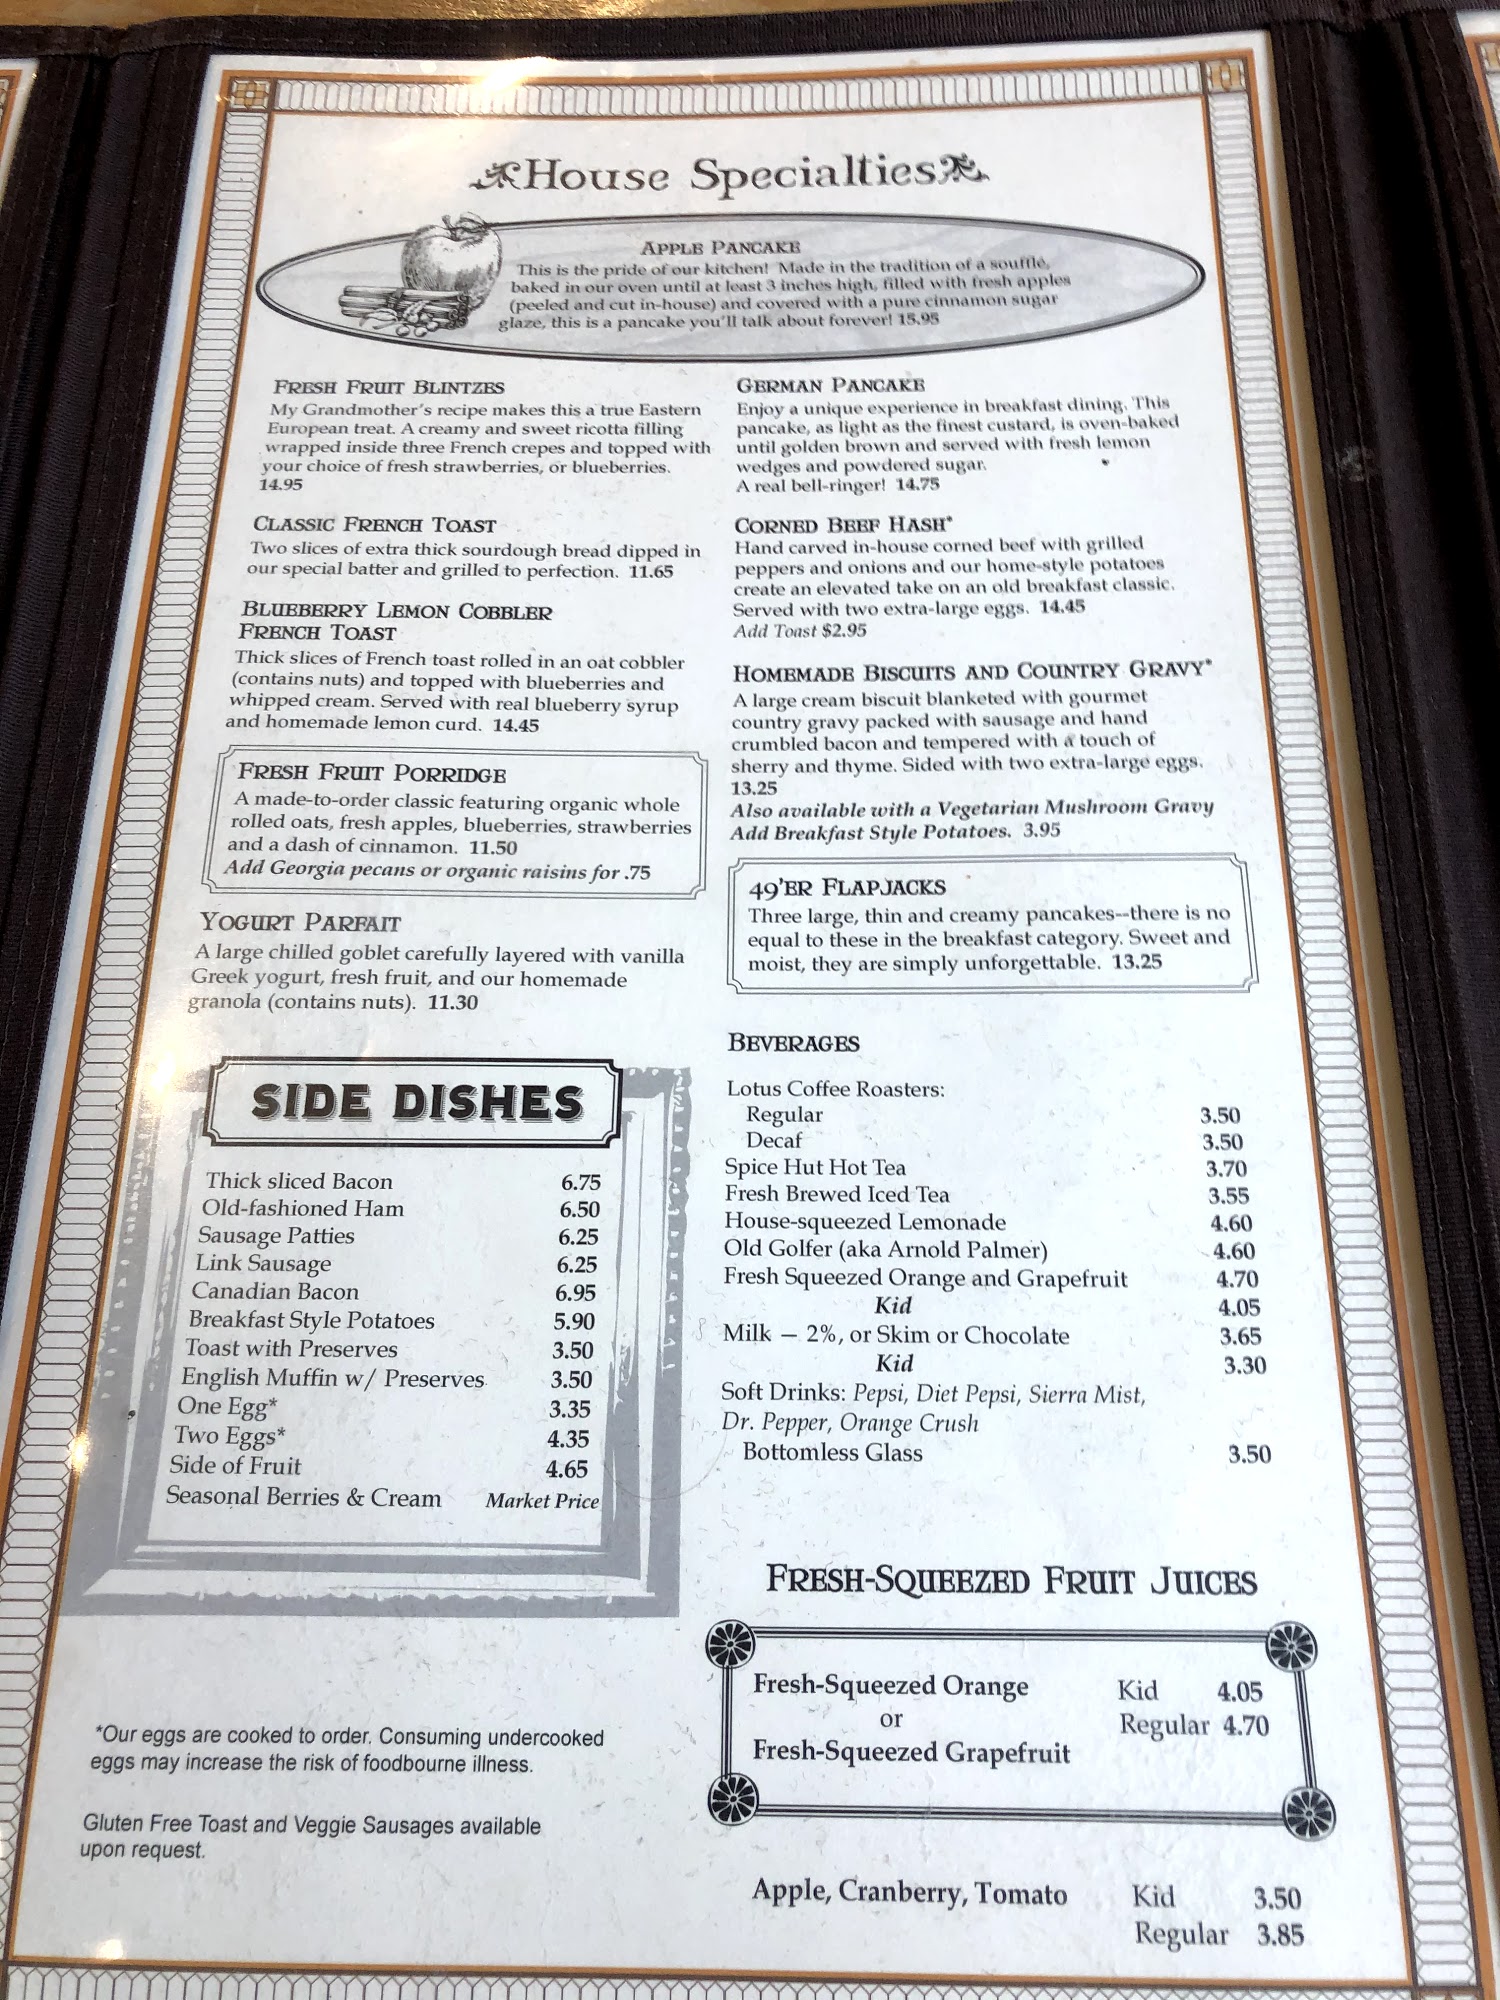 House Specialties
APPLE PANCAKE
This is the pride of our kitchen! Made in the tradition of a soufflé,
baked in our oven until at least 3 inches high, filled with fresh apples
(peeled and cut in-house) and covered with a pure cinnamon sugar
glaze, this is a pancake you'll talk about forever! 15.95
FRESH FRUIT BLINTZES
My Grandmother's recipe makes this a true Eastern
European treat. A creamy and sweet ricotta filling
wrapped inside three French crepes and topped with
your choice of fresh strawberries, or blueberries.
14.95
CLASSIC FRENCH TOAST
Two slices of extra thick sourdough bread dipped in
our special batter and grilled to perfection. 11.65
BLUEBERRY LEMON COBBLER
FRENCH TOAST
Thick slices of French toast rolled in an oat cobbler
(contains nuts) and topped with blueberries and
whipped cream. Served with real blueberry syrup
and homemade lemon curd. 14.45
FRESH FRUIT PORRIDGE
A made-to-order classic featuring organic whole
rolled oats, fresh apples, blueberries, strawberries
and a dash of cinnamon. 11.50
Add Georgia pecans or organic raisins for .75
YOGURT PARFAIT
A large chilled goblet carefully layered with vanilla
Greek yogurt, fresh fruit, and our homemade
granola (contains nuts). 11.30
GERMAN PANCAKE
Enjoy a unique experience in breakfast dining. This
pancake, as light as the finest custard, is oven-baked
until golden brown and served with fresh lemon
wedges and powdered sugar.
A real bell-ringer! 14.75
CORNED BEEF HASH*
Hand carved in-house corned beef with grilled
peppers and onions and our home-style potatoes
create an elevated take on an old breakfast classic.
Served with two extra-large eggs. 14.45
Add Toast $2.95
HOMEMADE BISCUITS AND COUNTRY GRAVY*
A large cream biscuit blanketed with gourmet
country gravy packed with sausage and hand
crumbled bacon and tempered with a touch of
sherry and thyme. Sided with two extra-large eggs.
13.25
Also available with a Vegetarian Mushroom Gravy
Add Breakfast Style Potatoes. 3.95
49'ER FLAPJACKS
Three large, thin and creamy pancakes--there is no
equal to these in the breakfast category. Sweet and
moist, they are simply unforgettable. 13.25
SIDE DISHES
Thick sliced Bacon 6.75
Old-fashioned Ham 6.50
Sausage Patties 6.25
Link Sausage 6.25
Canadian Bacon 6.95
Breakfast Style Potatoes 5.90
Toast with Preserves 3.50
English Muffin w/ Preserves 3.50
One Egg* 3.35
Two Eggs* 4.35
Side of Fruit 4.65
Seasonal Berries & Cream Market Price
*Our eggs are cooked to order. Consuming undercooked
eggs may increase the risk of foodbourne illness.
Gluten Free Toast and Veggie Sausages available
upon request.
BEVERAGES
Lotus Coffee Roasters:
Regular 3.50
Decaf 3.50
Spice Hut Hot Tea 3.70
Fresh Brewed Iced Tea 3.55
House-squeezed Lemonade 4.60
Old Golfer (aka Arnold Palmer) 4.60
Fresh Squeezed Orange and Grapefruit 4.70
Kid 4.05
Milk – 2%, or Skim or Chocolate 3.65
Kid 3.30
Soft Drinks: Pepsi, Diet Pepsi, Sierra Mist,
Dr. Pepper, Orange Crush
Bottomless Glass 3.50
FRESH-SQUEEZED FRUIT JUICES
Fresh-Squeezed Orange Kid 4.05
or Regular 4.70
Fresh-Squeezed Grapefruit
Apple, Cranberry, Tomato Kid 3.50
Regular 3.85